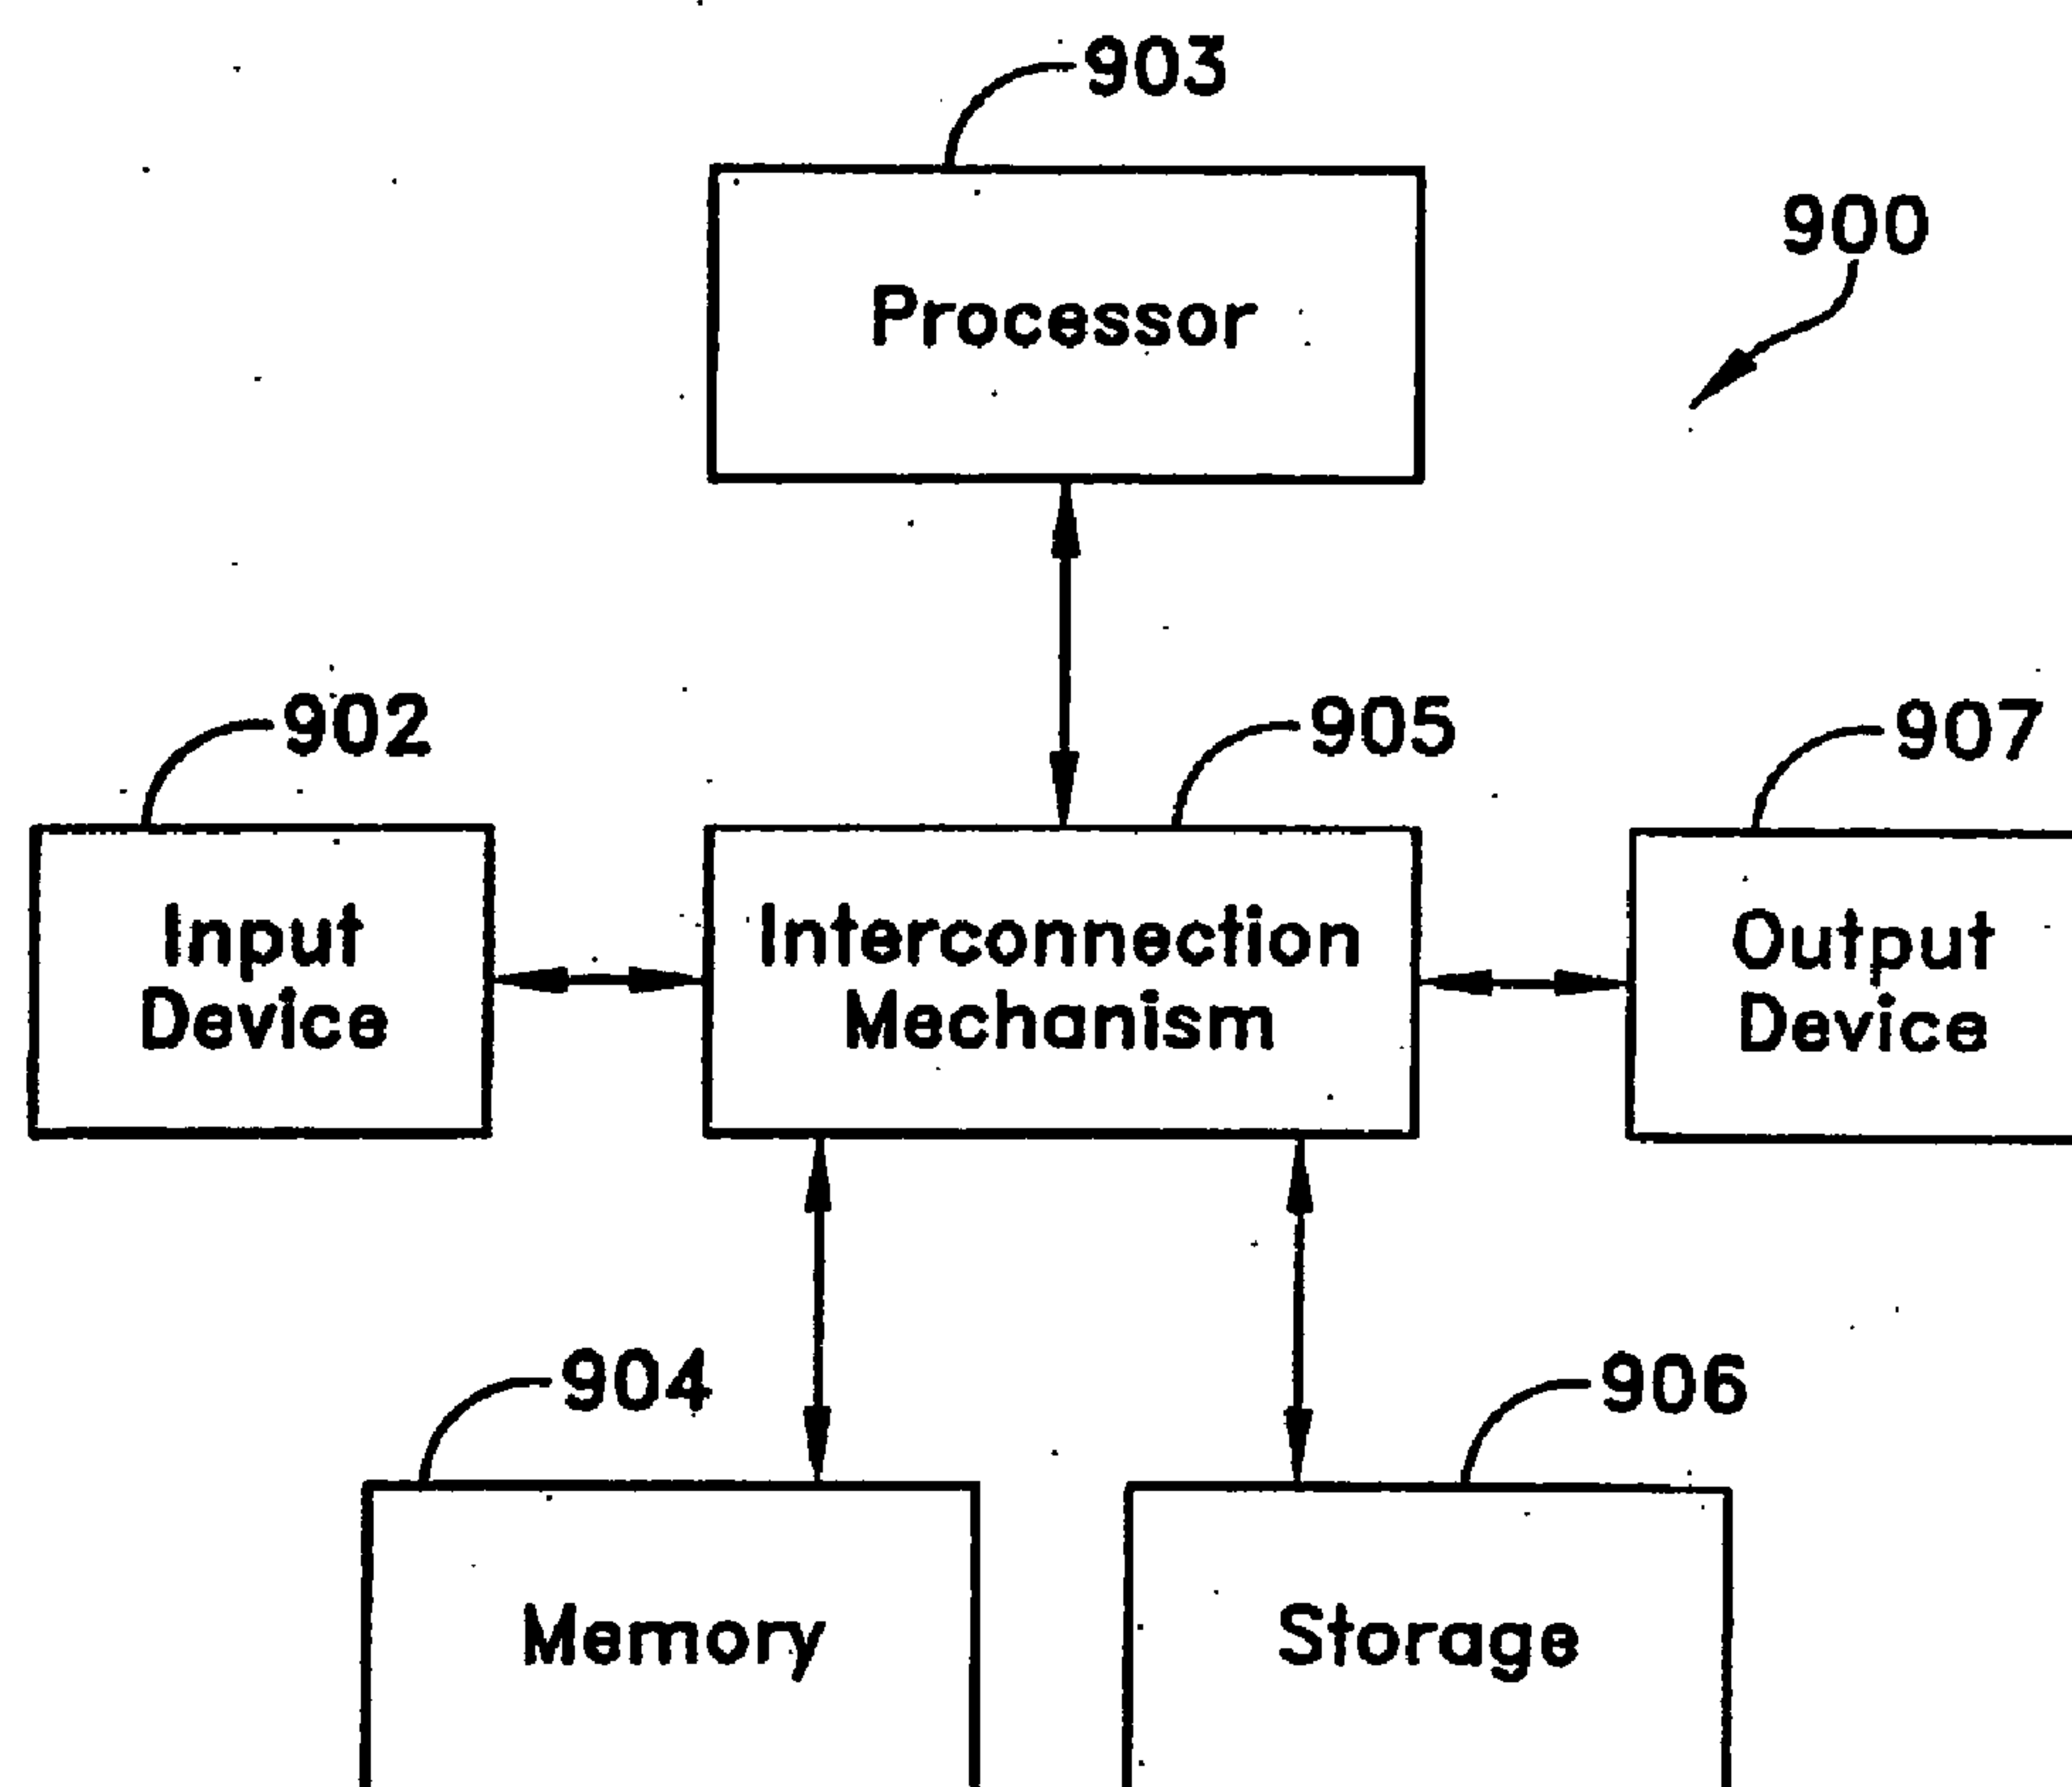 903
900
Processor
902
905
907
Input
Device
Interconnection
Mechanism
Output
Device
904
906
Memory
Storage